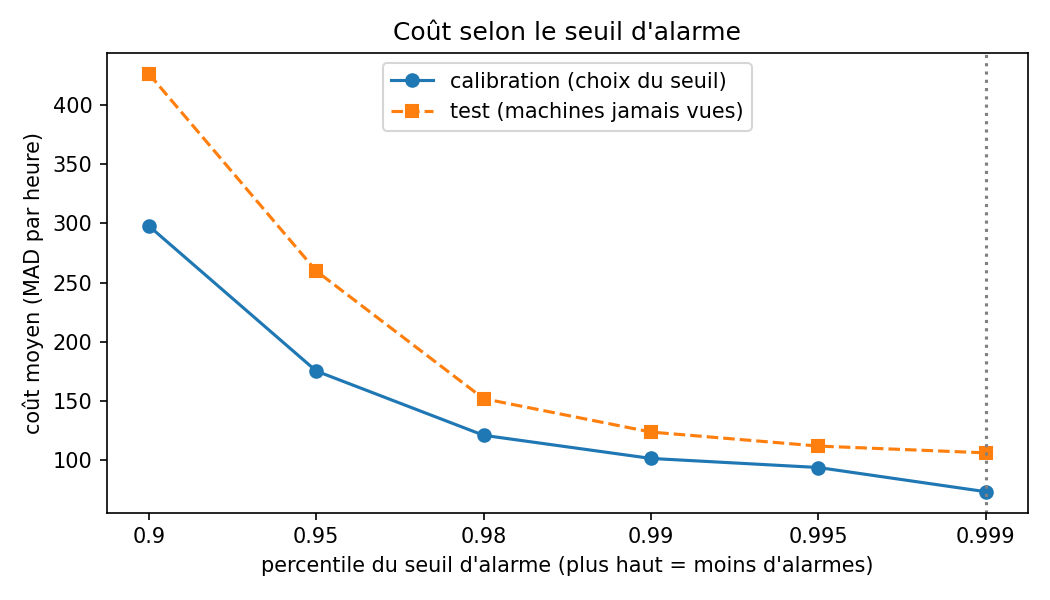 Coût selon le seuil d'alarme
calibration (choix du seuil)
test (machines jamais vues)
coût moyen (MAD par heure)
400
350
300
250
200
150
100
0.9 0.95 0.98 0.99 0.995 0.999
percentile du seuil d'alarme (plus haut = moins d'alarmes)